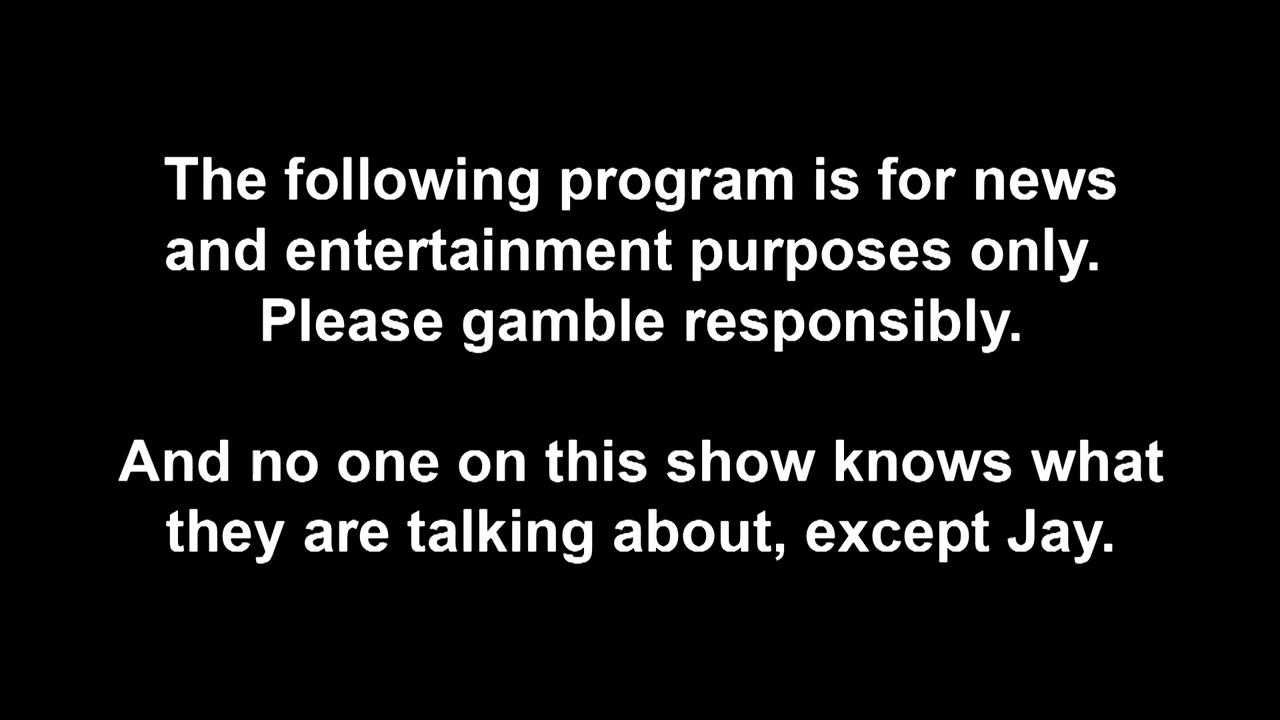 The following program is for news
and entertainment purposes only.
Please gamble responsibly.
And no one on this show knows what
they are talking about, except Jay.